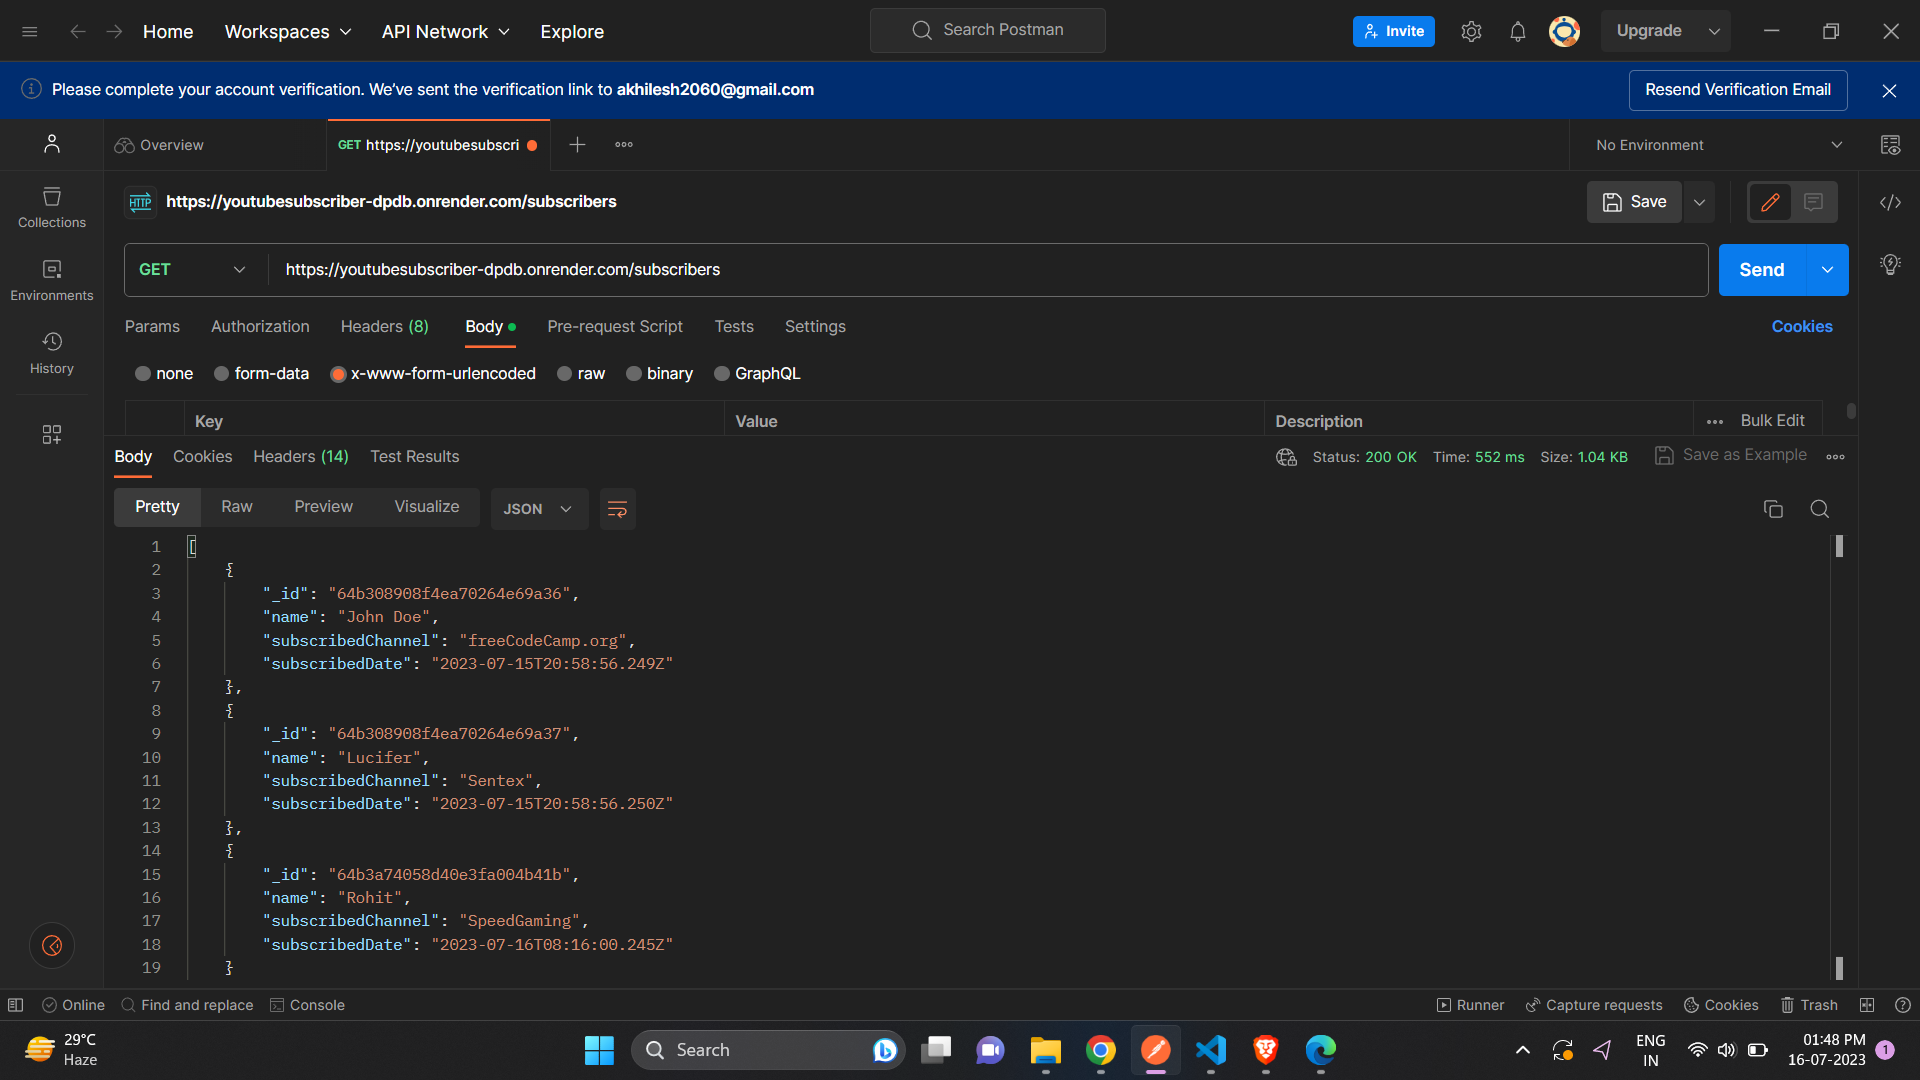 Home Workspaces API Network Explore Search Postman Invite Upgrade
Please complete your account verification. We've sent the verification link to akhilesh2060@gmail.com Resend Verification Email
Overview GET https://youtubesubscri No Environment
HTTP https://youtubesubscriber-dpdb.onrender.com/subscribers Save
Collections
GET https://youtubesubscriber-dpdb.onrender.com/subscribers Send
Environments
Params Authorization Headers (8) Body Pre-request Script Tests Settings Cookies
History
none form-data x-www-form-urlencoded raw binary GraphQL
Key Value Description Bulk Edit
Body Cookies Headers (14) Test Results Status: 200 OK Time: 552 ms Size: 1.04 KB Save as Example
Pretty Raw Preview Visualize JSON
1 [
2 {
3 "_id": "64b308908f4ea70264e69a36",
4 "name": "John Doe",
5 "subscribedChannel": "freeCodeCamp.org",
6 "subscribedDate": "2023-07-15T20:58:56.249Z"
7 },
8 {
9 "_id": "64b308908f4ea70264e69a37",
10 "name": "Lucifer",
11 "subscribedChannel": "Sentex",
12 "subscribedDate": "2023-07-15T20:58:56.250Z"
13 },
14 {
15 "_id": "64b3a74058d40e3fa004b41b",
16 "name": "Rohit",
17 "subscribedChannel": "SpeedGaming",
18 "subscribedDate": "2023-07-16T08:16:00.245Z"
19 }
Online Find and replace Console Runner Capture requests Cookies Trash
29°C
Haze
Search
ENG
IN
01:48 PM
16-07-2023
1